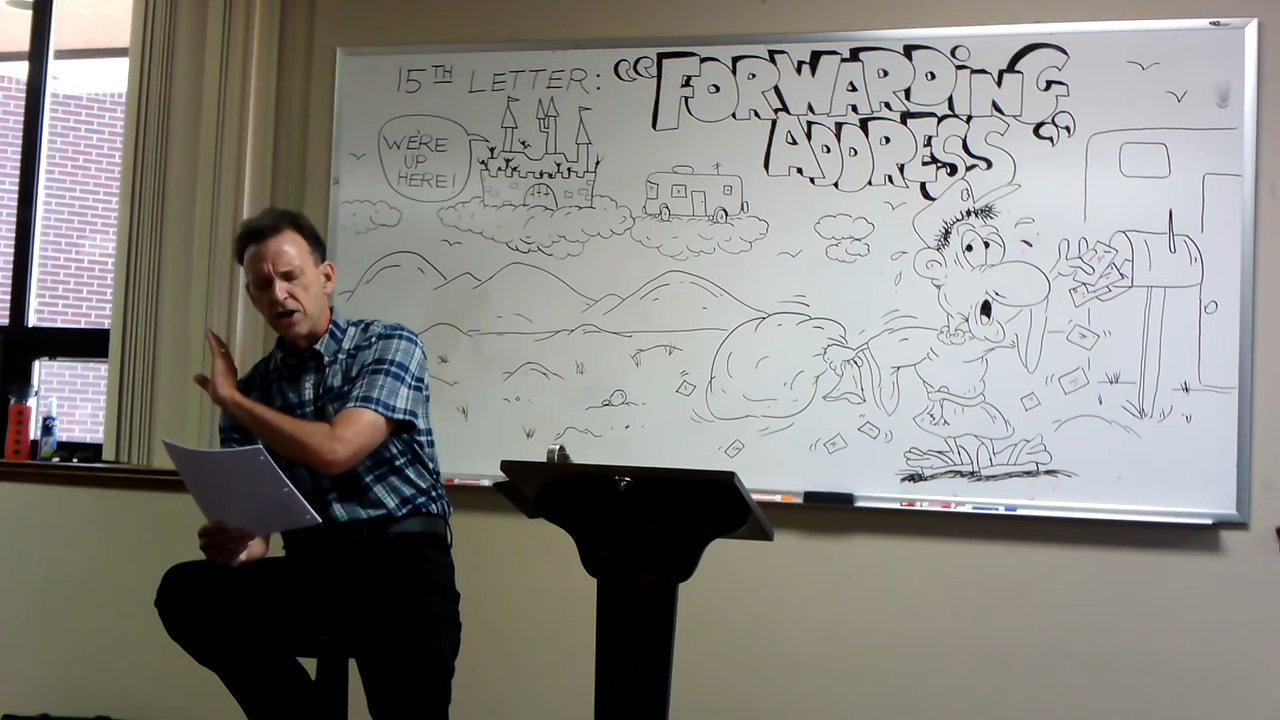 15TH LETTER: "FORWARDiNG
ADDRESS"
WE'RE
UP
HERE!